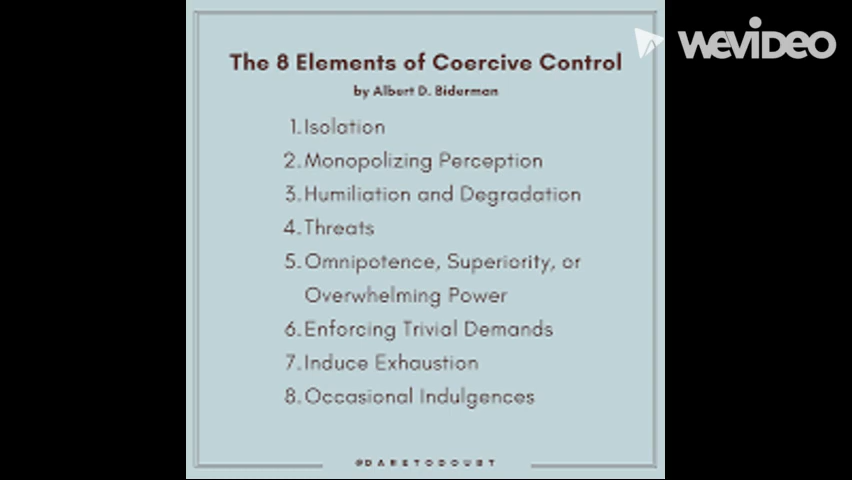 WEVIDEO
The 8 Elements of Coercive Control
by Albert D. Biderman
1. Isolation
2. Monopolizing Perception
3. Humiliation and Degradation
4. Threats
5. Omnipotence, Superiority, or
Overwhelming Power
6. Enforcing Trivial Demands
7. Induce Exhaustion
8. Occasional Indulgences
@DARETODOUBT